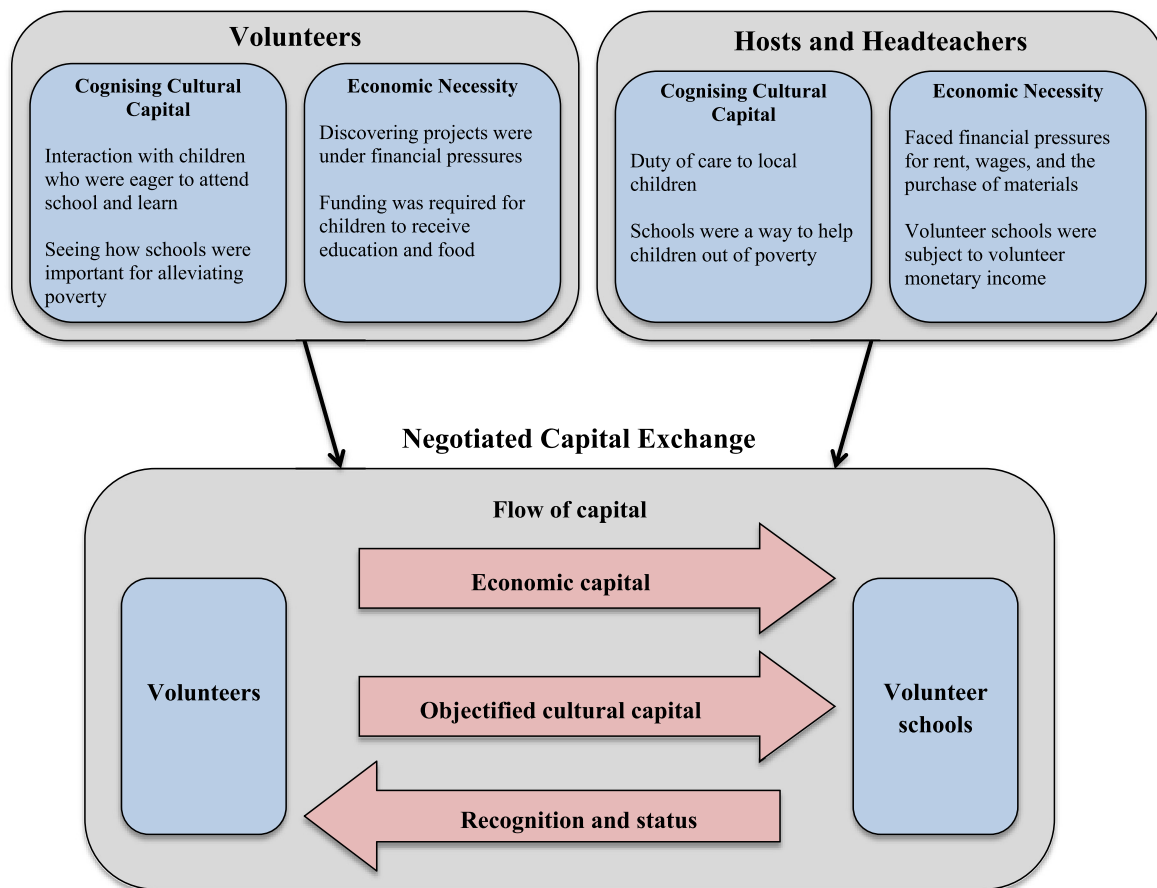 Volunteers
Cognising Cultural
Capital
Interaction with children
who were eager to attend
school and learn
Seeing how schools were
important for alleviating
poverty
Economic Necessity
Discovering projects were
under financial pressures
Funding was required for
children to receive
education and food
Hosts and Headteachers
Cognising Cultural
Capital
Duty of care to local
children
Schools were a way to help
children out of poverty
Economic Necessity
Faced financial pressures
for rent, wages, and the
purchase of materials
Volunteer schools were
subject to volunteer
monetary income
Negotiated Capital Exchange
Flow of capital
Volunteers
Economic capital
Objectified cultural capital
Recognition and status
Volunteer
schools